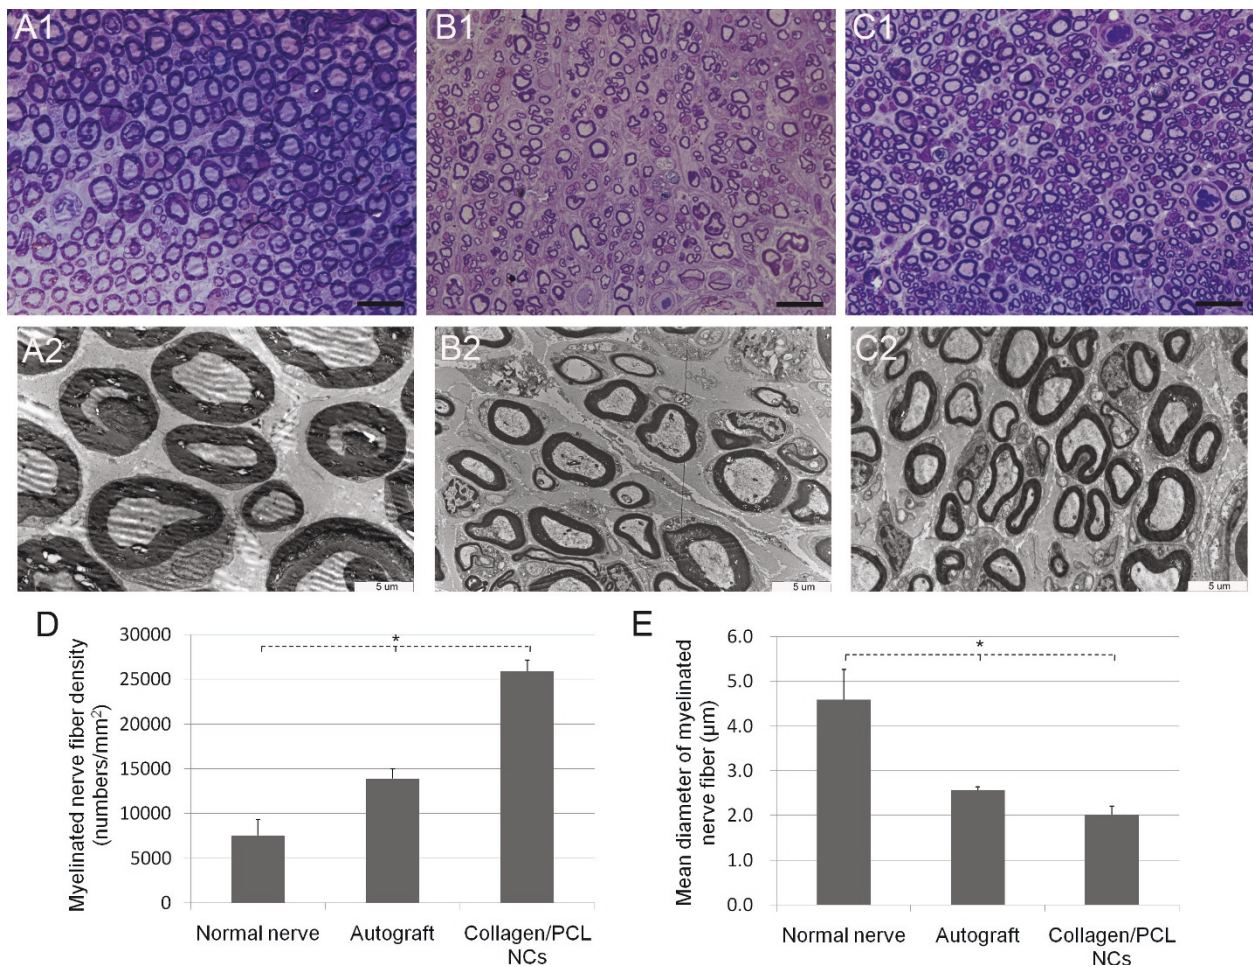 A1
B1
C1
A2
B2
C2
5 um
5 um
5 um
D
Myelinated nerve fiber density
(numbers/mm²)
30000
25000
20000
15000
10000
5000
0
*
Normal nerve
Autograft
Collagen/PCL
NCs
E
Mean diameter of myelinated
nerve fiber (µm)
6.0
5.0
4.0
3.0
2.0
1.0
0.0
*
Normal nerve
Autograft
Collagen/PCL
NCs